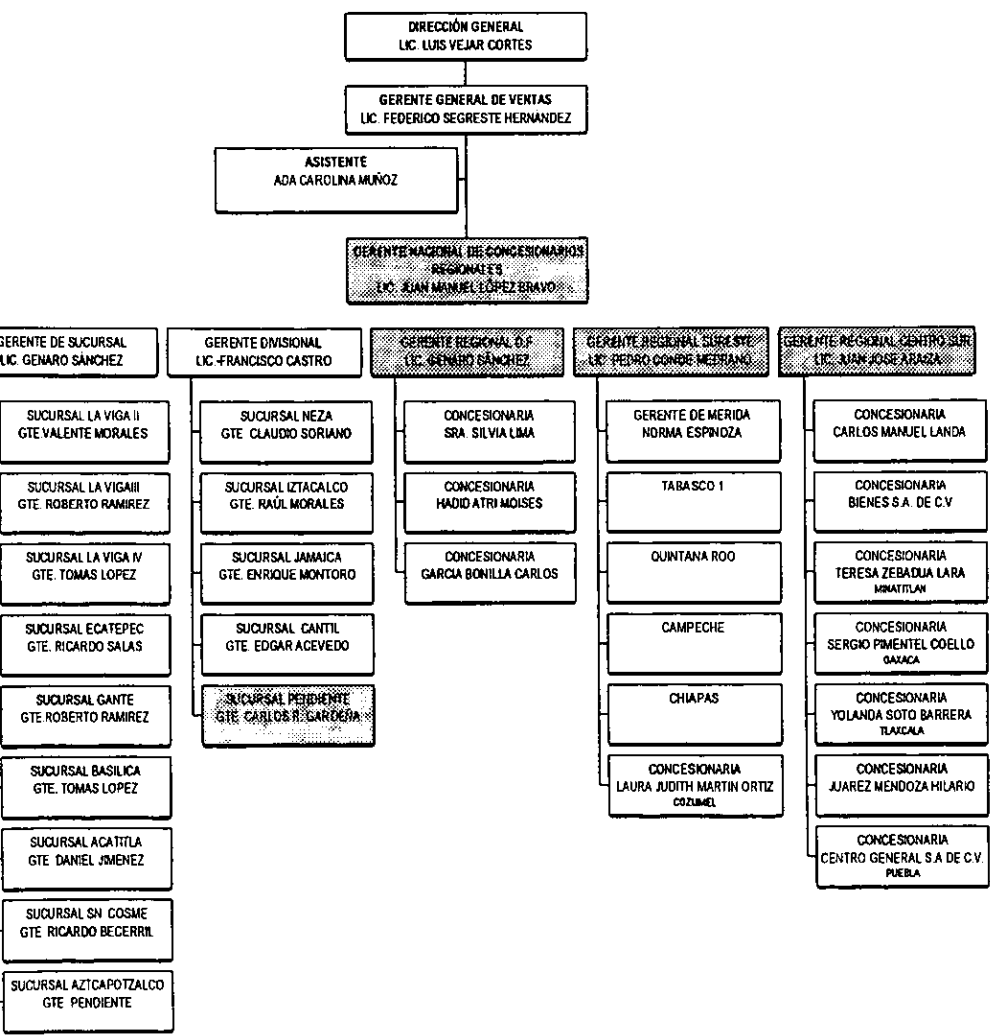 DIRECCIÓN GENERAL
LIC. LUIS VEJAR CORTES
GERENTE GENERAL DE VENTAS
LIC. FEDERICO SEGRESTE HERNÁNDEZ
ASISTENTE
ADA CAROLINA MUÑOZ
GERENTE NACIONAL DE CONCESIONARIOS
REGIONALES
LIC. JUAN MANUEL LÓPEZ BRAVO
GERENTE DE SUCURSAL
LIC. GENARO SÁNCHEZ
SUCURSAL LA VIGA II
GTE.VALENTE MORALES
SUCURSAL LA VIGAIII
GTE. ROBERTO RAMIREZ
SUCURSAL LA VIGA IV
GTE. TOMAS LOPEZ
SUCURSAL ECATEPEC
GTE. RICARDO SALAS
SUCURSAL GANTE
GTE.ROBERTO RAMIREZ
SUCURSAL BASILICA
GTE. TOMAS LOPEZ
SUCURSAL ACATITLA
GTE DANIEL JIMENEZ
SUCURSAL SN COSME
GTE RICARDO BECERRIL
SUCURSAL AZTCAPOTZALCO
GTE PENDIENTE
GERENTE DIVISIONAL
LIC.-FRANCISCO CASTRO
SUCURSAL NEZA
GTE CLAUDIO SORIANO
SUCURSAL IZTACALCO
GTE. RAÚL MORALES
SUCURSAL JAMAICA
GTE. ENRIQUE MONTORO
SUCURSAL CANTIL
GTE. EDGAR ACEVEDO
SUCURSAL PENDIENTE
GTE. CARLOS R. GARDEÑA
GERENTE REGIONAL D.F
LIC. GENARO SÁNCHEZ
CONCESIONARIA
SRA. SILVIA LIMA
CONCESIONARIA
HADID ATRI MOISES
CONCESIONARIA
GARCIA BONILLA CARLOS
GERENTE REGIONAL SURESTE
LIC. PEDRO CONDE MEDRANO
GERENTE DE MERIDA
NORMA ESPINOZA
TABASCO 1
QUINTANA ROO
CAMPECHE
CHIAPAS
CONCESIONARIA
LAURA JUDITH MARTIN ORTIZ
COZUMEL
GERENTE REGIONAL CENTRO SUR
LIC. JUAN JOSE ARAIZA
CONCESIONARIA
CARLOS MANUEL LANDA
CONCESIONARIA
BIENES S.A. DE C.V
CONCESIONARIA
TERESA ZEBADUA LARA
MINATITLAN
CONCESIONARIA
SERGIO PIMENTEL COELLO
OAXACA
CONCESIONARIA
YOLANDA SOTO BARRERA
TLAXCALA
CONCESIONARIA
JUAREZ MENDOZA HILARIO
CONCESIONARIA
CENTRO GENERAL S.A DE C.V.
PUEBLA